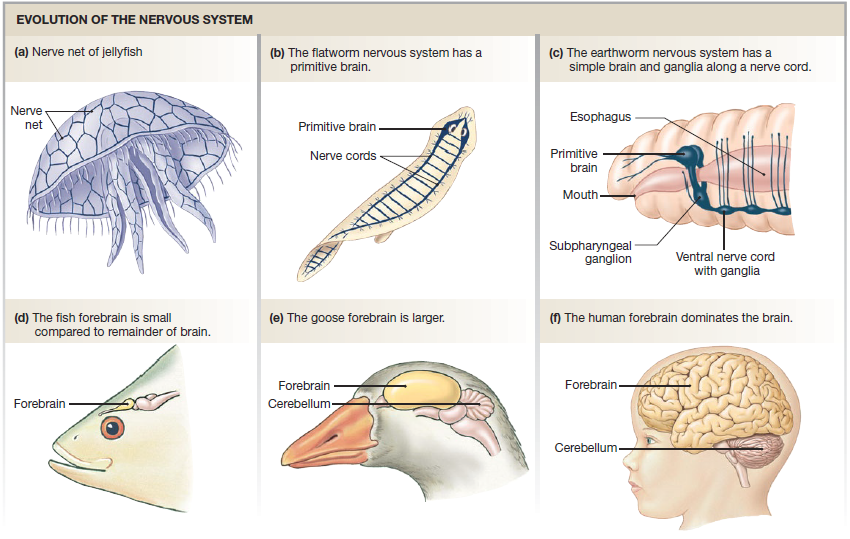 EVOLUTION OF THE NERVOUS SYSTEM
(a) Nerve net of jellyfish
Nerve
net
(b) The flatworm nervous system has a
primitive brain.
Primitive brain
Nerve cords
(c) The earthworm nervous system has a
simple brain and ganglia along a nerve cord.
Esophagus
Primitive
brain
Mouth
Subpharyngeal
ganglion
Ventral nerve cord
with ganglia
(d) The fish forebrain is small
compared to remainder of brain.
Forebrain
(e) The goose forebrain is larger.
Forebrain
Cerebellum
(f) The human forebrain dominates the brain.
Forebrain
Cerebellum